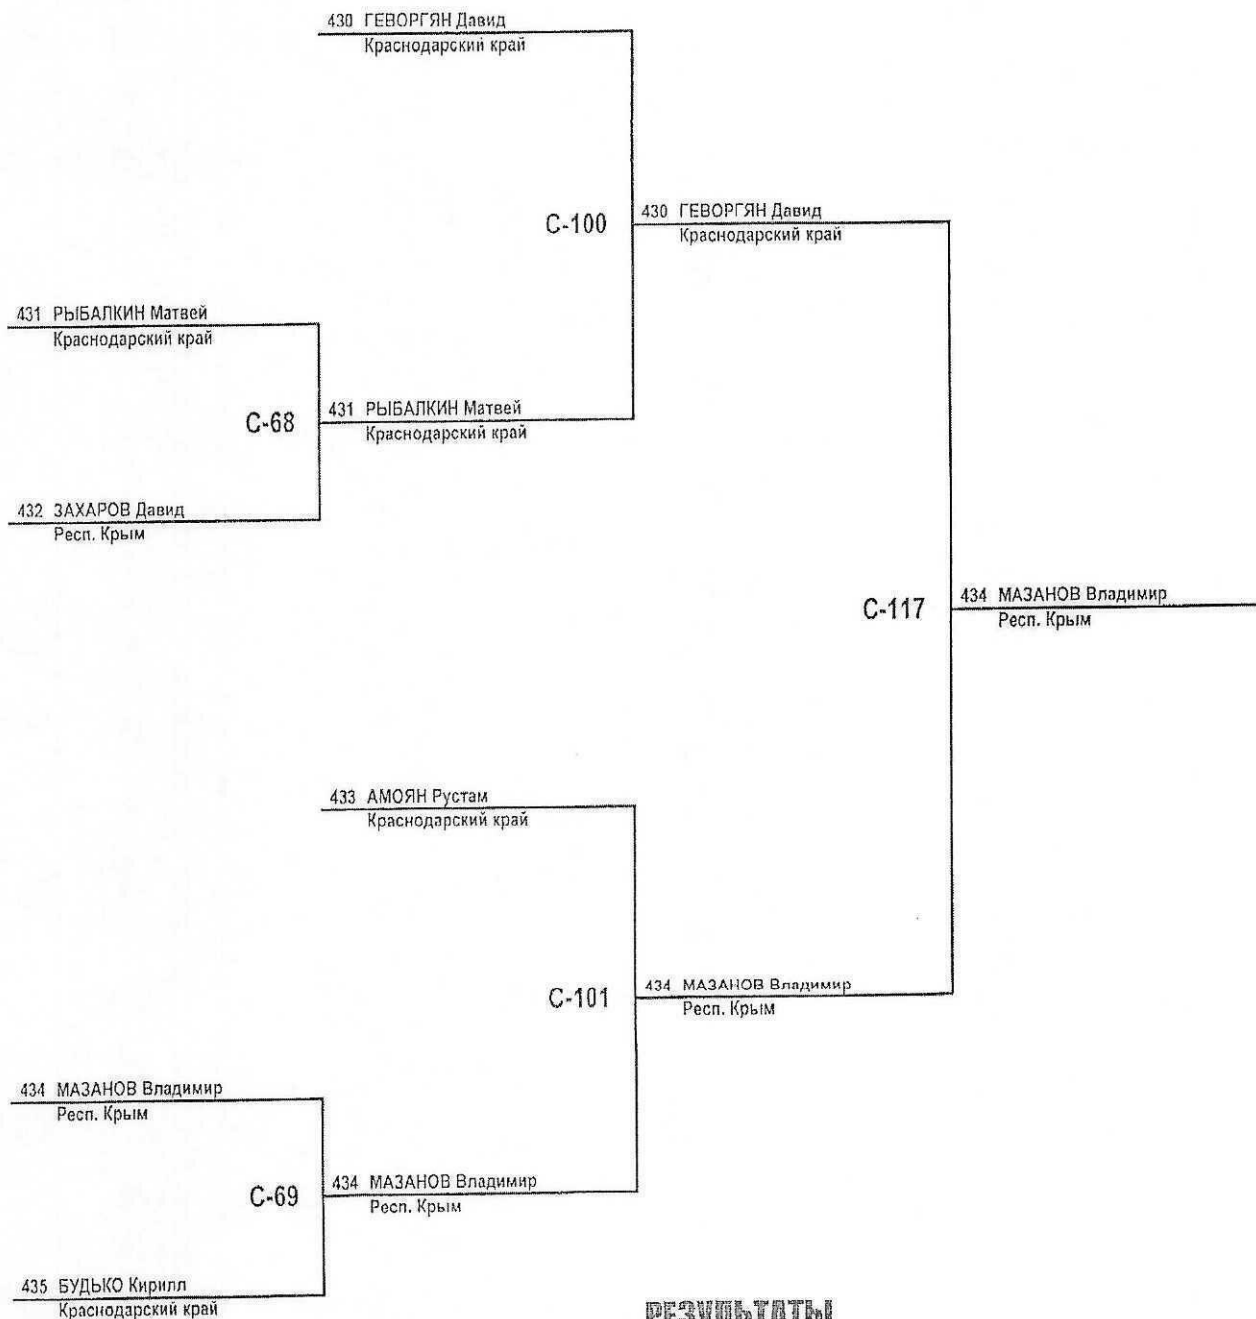 430 ГЕВОРГЯН Давид
Краснодарский край
С-100
430 ГЕВОРГЯН Давид
Краснодарский край
431 РЫБАЛКИН Матвей
Краснодарский край
С-68
431 РЫБАЛКИН Матвей
Краснодарский край
432 ЗАХАРОВ Давид
Респ. Крым
С-117
434 МАЗАНОВ Владимир
Респ. Крым
433 АМОЯН Рустам
Краснодарский край
С-101
434 МАЗАНОВ Владимир
Респ. Крым
434 МАЗАНОВ Владимир
Респ. Крым
С-69
434 МАЗАНОВ Владимир
Респ. Крым
435 БУДЬКО Кирилл
Краснодарский край
РЕЗУЛЬТАТЫ